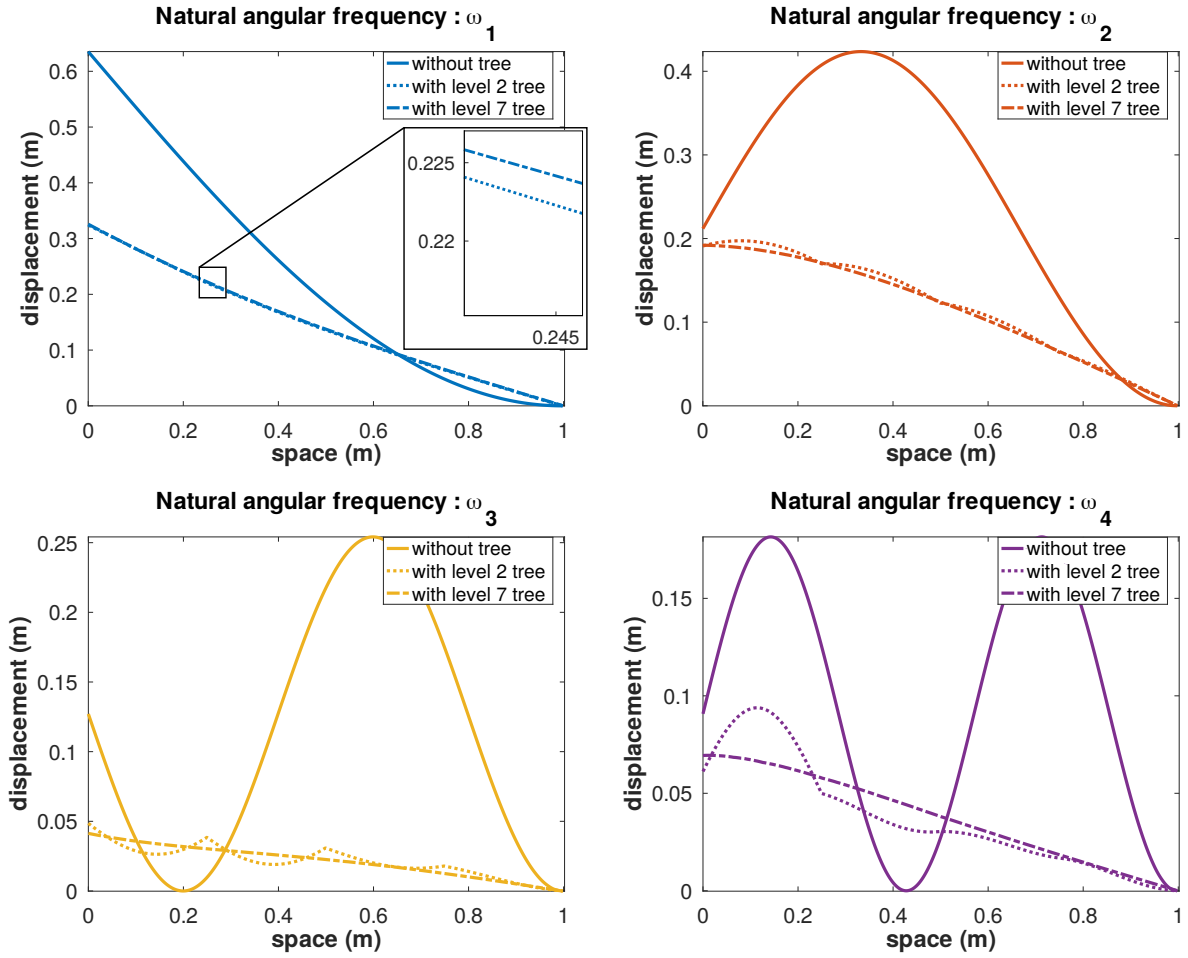 Natural angular frequency : ω1
without tree
with level 2 tree
with level 7 tree
displacement (m)
0.6
0.5
0.4
0.3
0.2
0.1
0
0.225
0.22
0.245
0 0.2 0.4 0.6 0.8 1
space (m)
Natural angular frequency : ω2
without tree
with level 2 tree
with level 7 tree
displacement (m)
0.4
0.3
0.2
0.1
0
0 0.2 0.4 0.6 0.8 1
space (m)
Natural angular frequency : ω3
without tree
with level 2 tree
with level 7 tree
displacement (m)
0.25
0.2
0.15
0.1
0.05
0
0 0.2 0.4 0.6 0.8 1
space (m)
Natural angular frequency : ω4
without tree
with level 2 tree
with level 7 tree
displacement (m)
0.15
0.1
0.05
0
0 0.2 0.4 0.6 0.8 1
space (m)